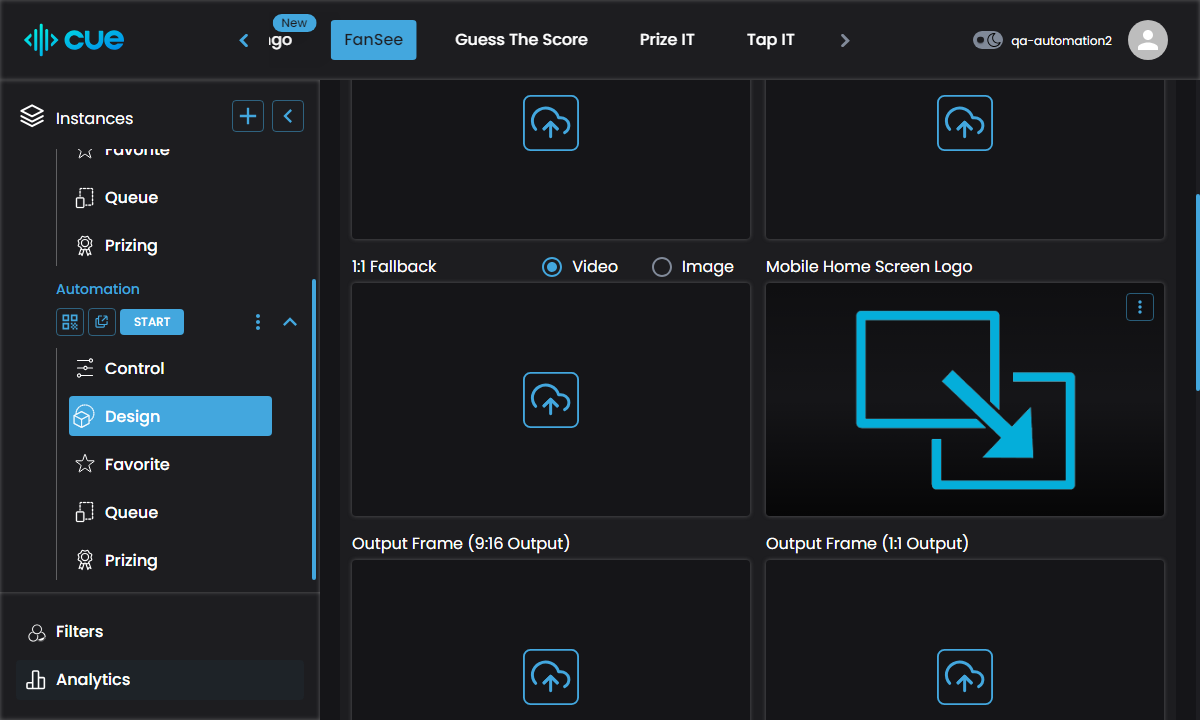 cue
New
FanSee
Guess The Score
Prize IT
Tap IT
qa-automation2
Instances
Favorite
Queue
Prizing
Automation
START
Control
Design
Favorite
Queue
Prizing
Filters
Analytics
1:1 Fallback
Video
Image
Mobile Home Screen Logo
Output Frame (9:16 Output)
Output Frame (1:1 Output)